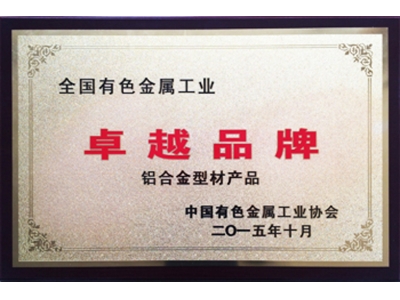 全国有色金属工业
卓越品牌
铝合金型材产品
中国有色金属工业协会
二〇一五年十月